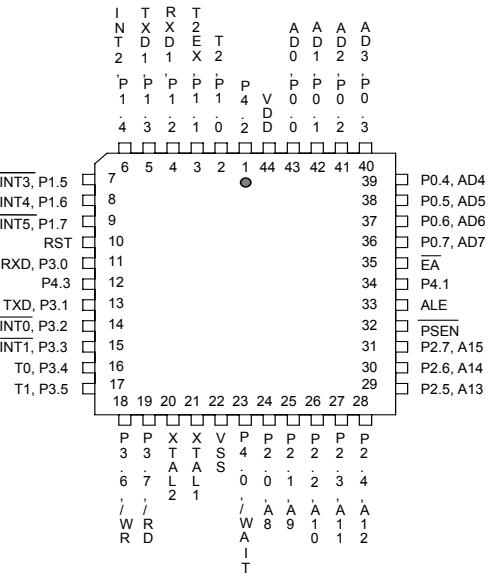 INT2, P1.4
TXD1, P1.3
RXD1, P1.2
T2EX, P1.1
T2, P1.0
P4.2
VDD
AD0, P0.0
AD1, P0.1
AD2, P0.2
AD3, P0.3
6 5 4 3 2 1 44 43 42 41 40
INT3, P1.5 7
INT4, P1.6 8
INT5, P1.7 9
RST 10
RXD, P3.0 11
P4.3 12
TXD, P3.1 13
INT0, P3.2 14
INT1, P3.3 15
T0, P3.4 16
T1, P3.5 17
39 P0.4, AD4
38 P0.5, AD5
37 P0.6, AD6
36 P0.7, AD7
35 EA
34 P4.1
33 ALE
32 PSEN
31 P2.7, A15
30 P2.6, A14
29 P2.5, A13
18 19 20 21 22 23 24 25 26 27 28
P3.6, /WR
P3.7, /RD
XTAL2
XTAL1
VSS
P4.0, /WAIT
P2.0, A8
P2.1, A9
P2.2, A10
P2.3, A11
P2.4, A12